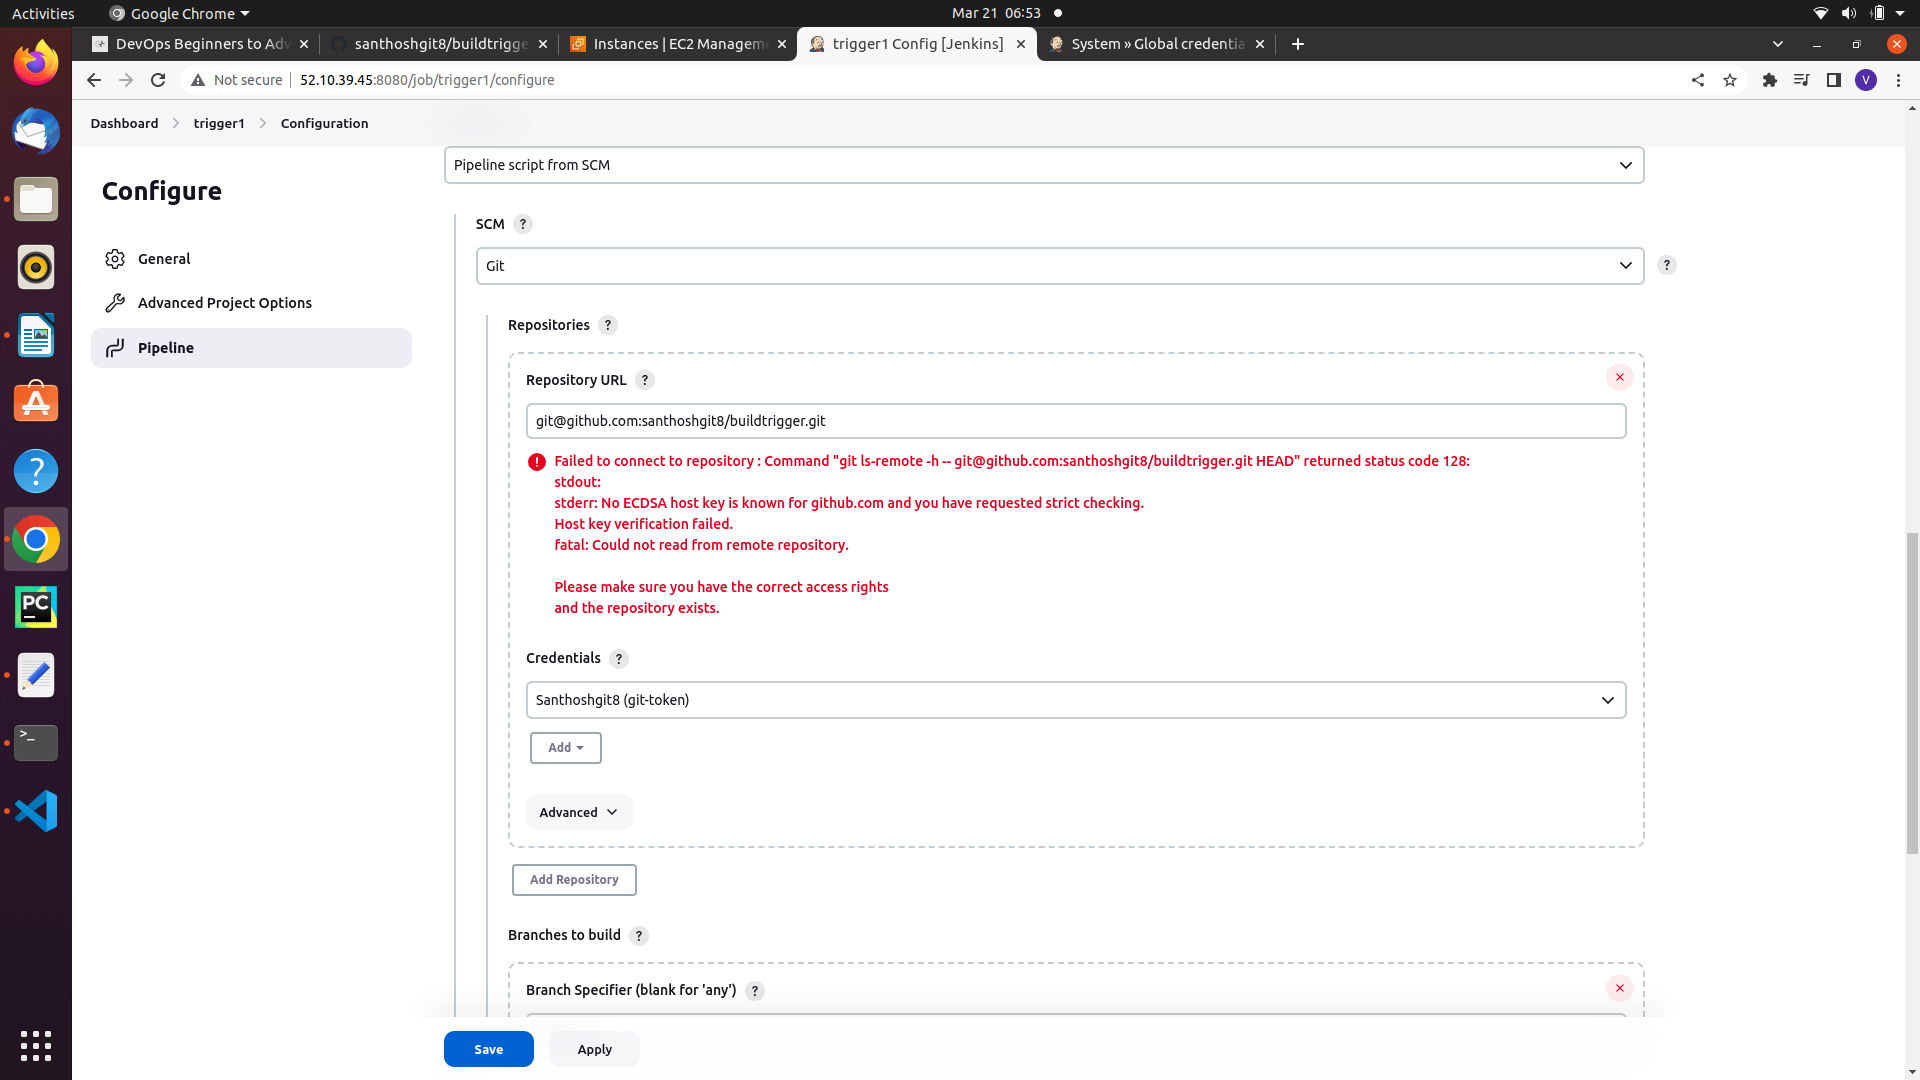 Activities
Google Chrome
Mar 21 06:53
DevOps Beginners to Adv
santhoshgit8/buildtrigge
Instances | EC2 Managem
trigger1 Config [Jenkins]
System » Global credentia
Not secure
52.10.39.45:8080/job/trigger1/configure
V
Dashboard
trigger1
Configuration
Configure
General
Advanced Project Options
Pipeline
Pipeline script from SCM
SCM ?
Git
?
Repositories ?
Repository URL ?
git@github.com:santhoshgit8/buildtrigger.git
Failed to connect to repository : Command "git ls-remote -h -- git@github.com:santhoshgit8/buildtrigger.git HEAD" returned status code 128:
stdout:
stderr: No ECDSA host key is known for github.com and you have requested strict checking.
Host key verification failed.
fatal: Could not read from remote repository.
Please make sure you have the correct access rights
and the repository exists.
Credentials ?
Santhoshgit8 (git-token)
Add
Advanced
Add Repository
Branches to build ?
Branch Specifier (blank for 'any') ?
Save
Apply
PC